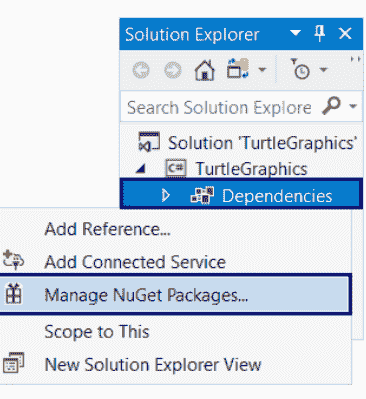 Solution Explorer
Search Solution Explore
Solution 'TurtleGraphics'
C# TurtleGraphics
Dependencies
Add Reference...
Add Connected Service
Manage NuGet Packages...
Scope to This
New Solution Explorer View